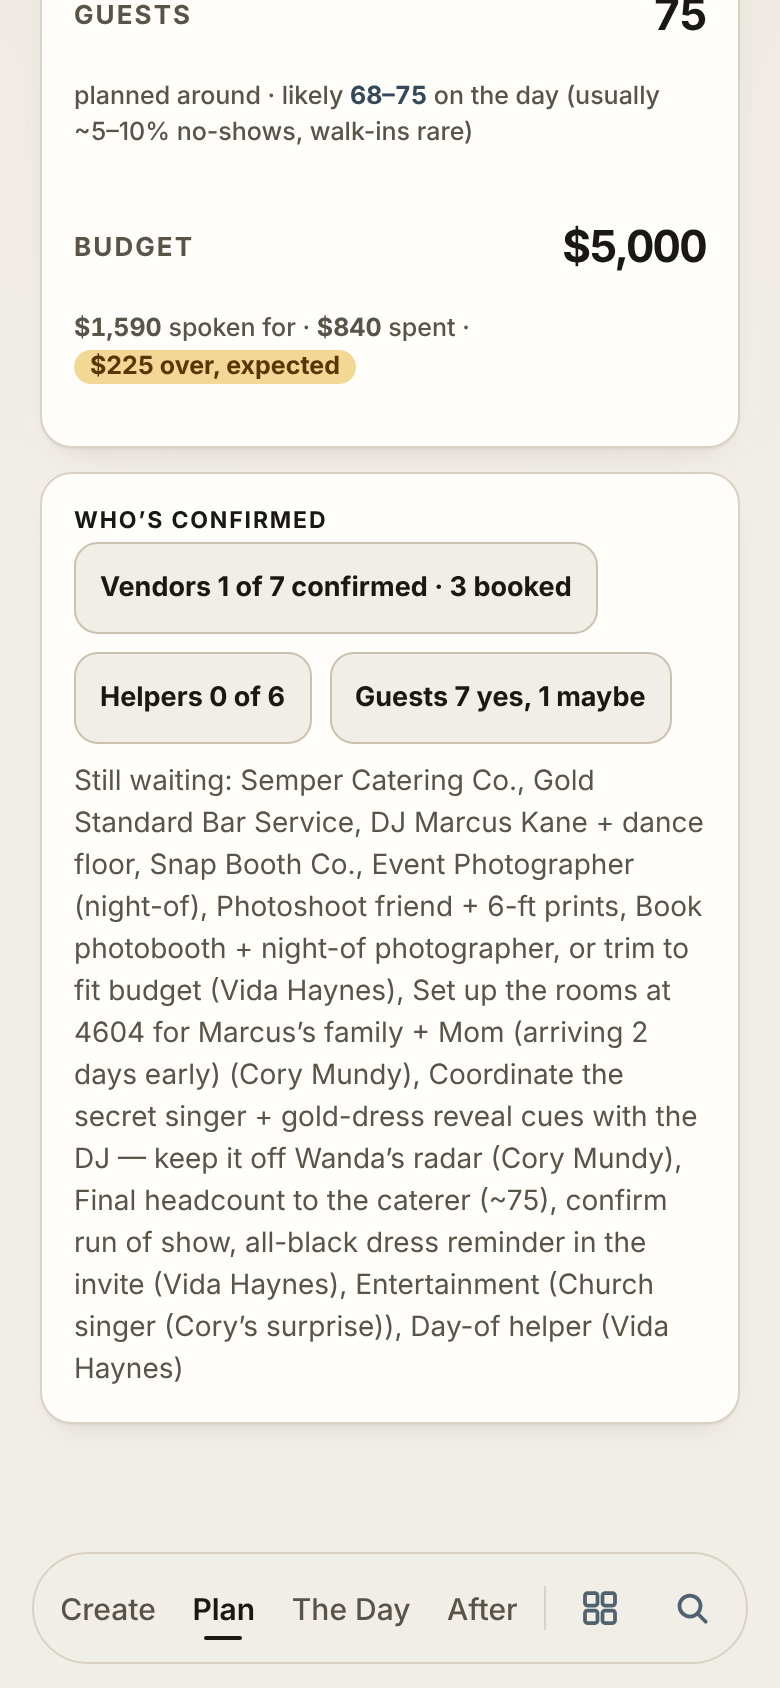 GUESTS 75
planned around · likely 68–75 on the day (usually
~5–10% no-shows, walk-ins rare)
BUDGET $5,000
$1,590 spoken for · $840 spent ·
$225 over, expected
WHO’S CONFIRMED
Vendors 1 of 7 confirmed · 3 booked
Helpers 0 of 6 Guests 7 yes, 1 maybe
Still waiting: Semper Catering Co., Gold
Standard Bar Service, DJ Marcus Kane + dance
floor, Snap Booth Co., Event Photographer
(night-of), Photoshoot friend + 6-ft prints, Book
photobooth + night-of photographer, or trim to
fit budget (Vida Haynes), Set up the rooms at
4604 for Marcus’s family + Mom (arriving 2
days early) (Cory Mundy), Coordinate the
secret singer + gold-dress reveal cues with the
DJ — keep it off Wanda’s radar (Cory Mundy),
Final headcount to the caterer (~75), confirm
run of show, all-black dress reminder in the
invite (Vida Haynes), Entertainment (Church
singer (Cory’s surprise)), Day-of helper (Vida
Haynes)
Create Plan The Day After